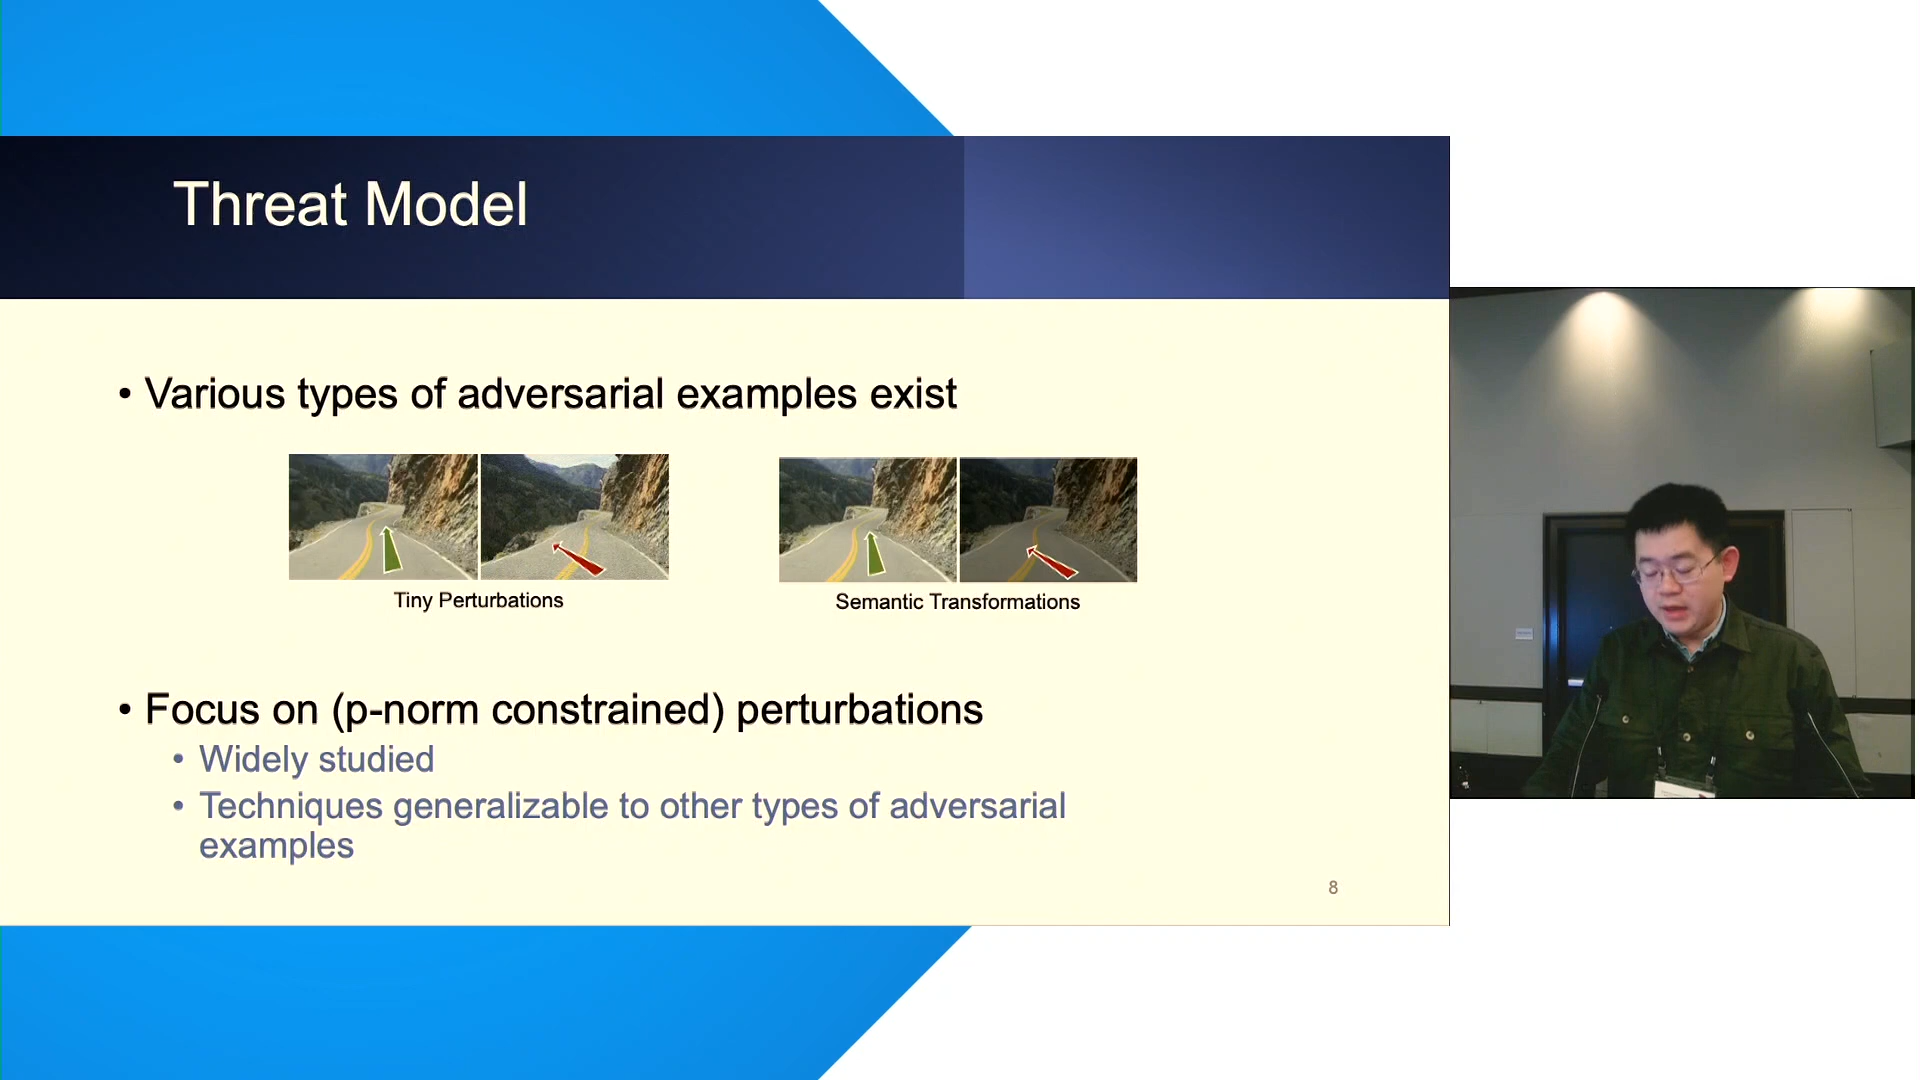 Threat Model
• Various types of adversarial examples exist
Tiny Perturbations
Semantic Transformations
• Focus on (p-norm constrained) perturbations
• Widely studied
• Techniques generalizable to other types of adversarial
examples
8